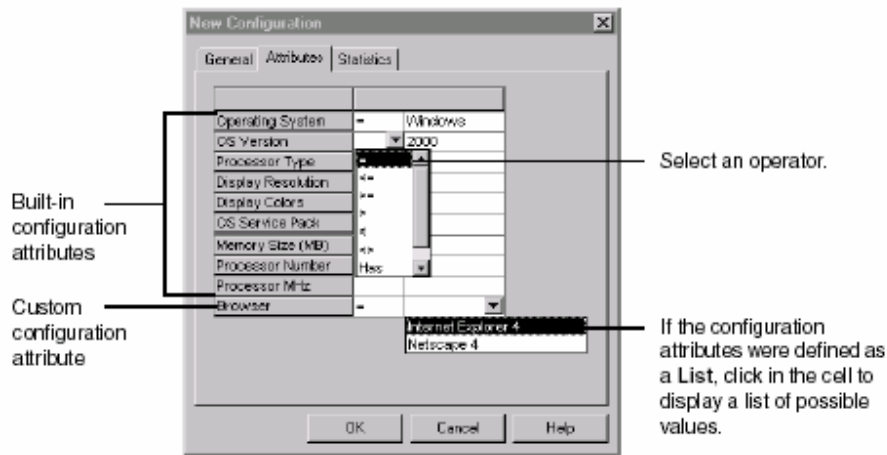 New Configuration
General Attributes Statistics
Operating System = Windows
OS Version 2000
Processor Type =
Display Resolution <=
Display Colors >=
OS Service Pack >
<
Memory Size (MB) <>
Processor Number Has
Processor MHz
Browser =
Internet Explorer 4
Netscape 4
OK Cancel Help
Built-in
configuration
attributes
Custom
configuration
attribute
Select an operator.
If the configuration
attributes were defined as
a List, click in the cell to
display a list of possible
values.